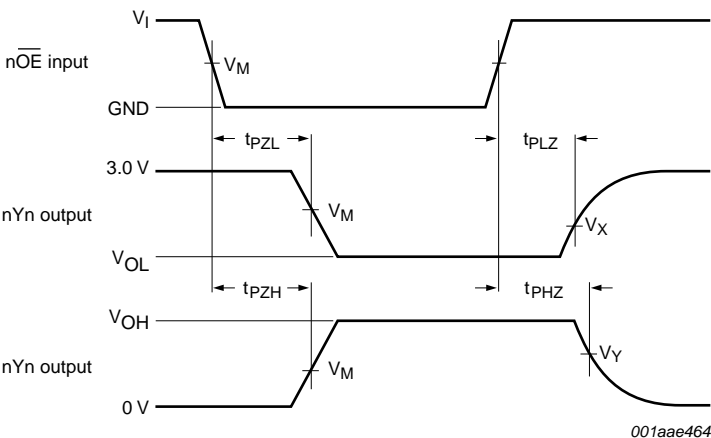 VI
nO̅E̅ input
VM
GND
tPZL
tPLZ
3.0 V
nYn output
VM
VX
VOL
tPZH
tPHZ
VOH
nYn output
VM
VY
0 V
001aae464